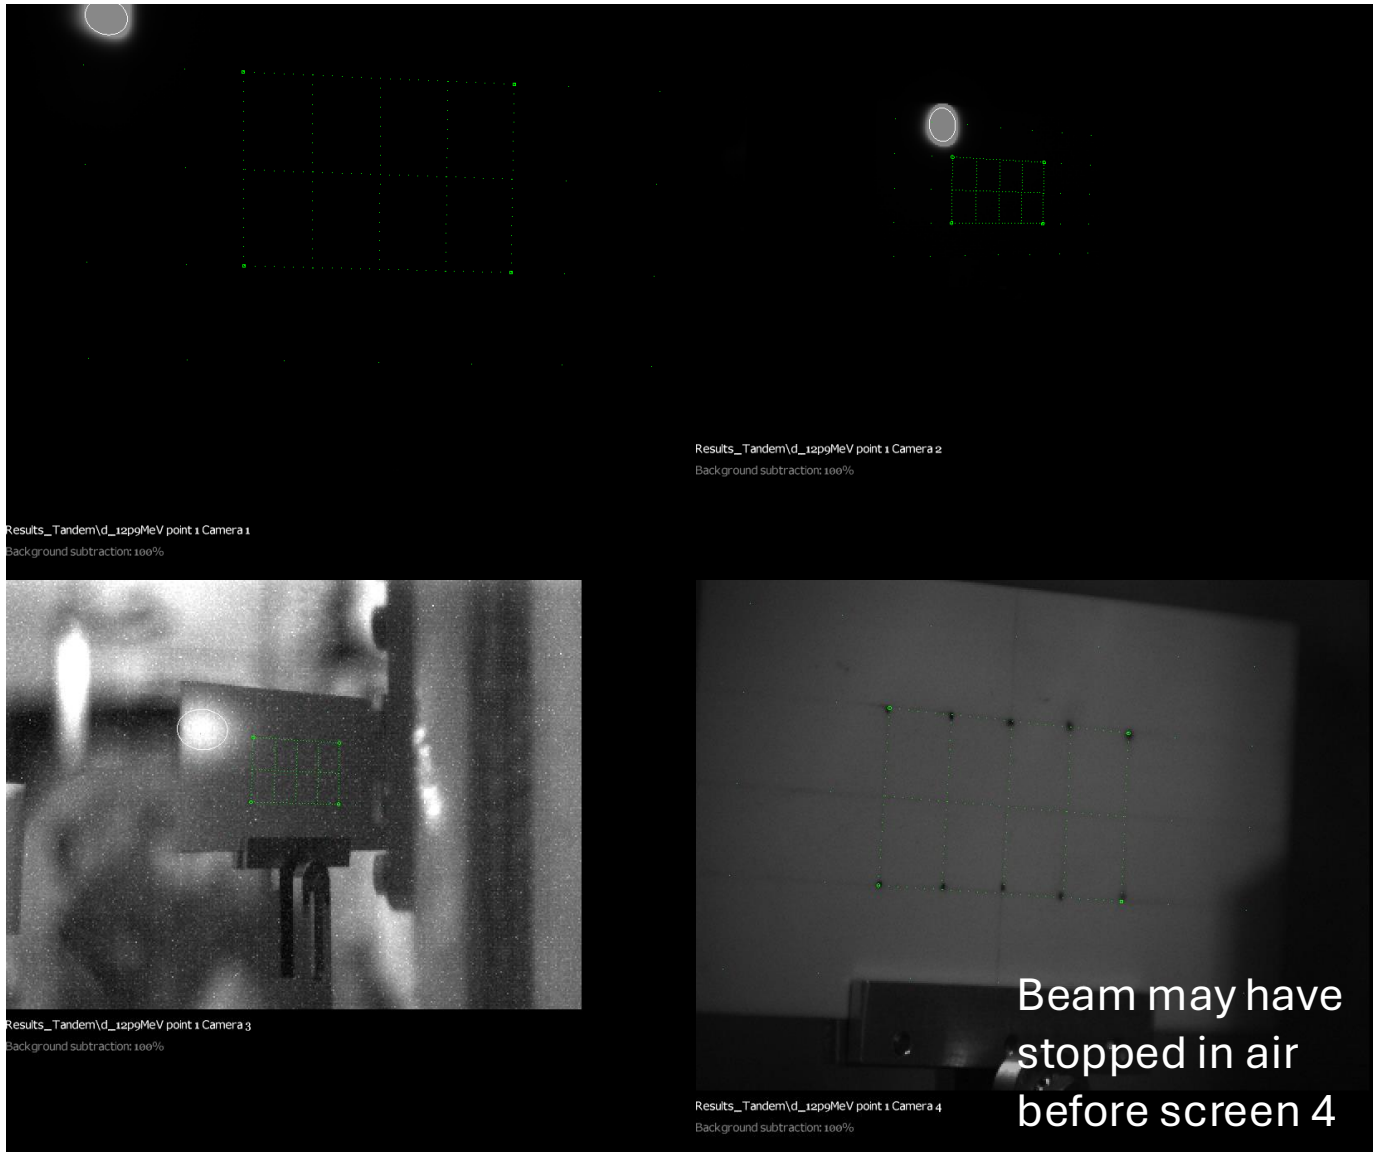 Results_Tandem\d_12p9MeV point 1 Camera 2
Background subtraction: 100%
Results_Tandem\d_12p9MeV point 1 Camera 1
Background subtraction: 100%
Results_Tandem\d_12p9MeV point 1 Camera 3
Background subtraction: 100%
Beam may have
stopped in air
before screen 4
Results_Tandem\d_12p9MeV point 1 Camera 4
Background subtraction: 100%